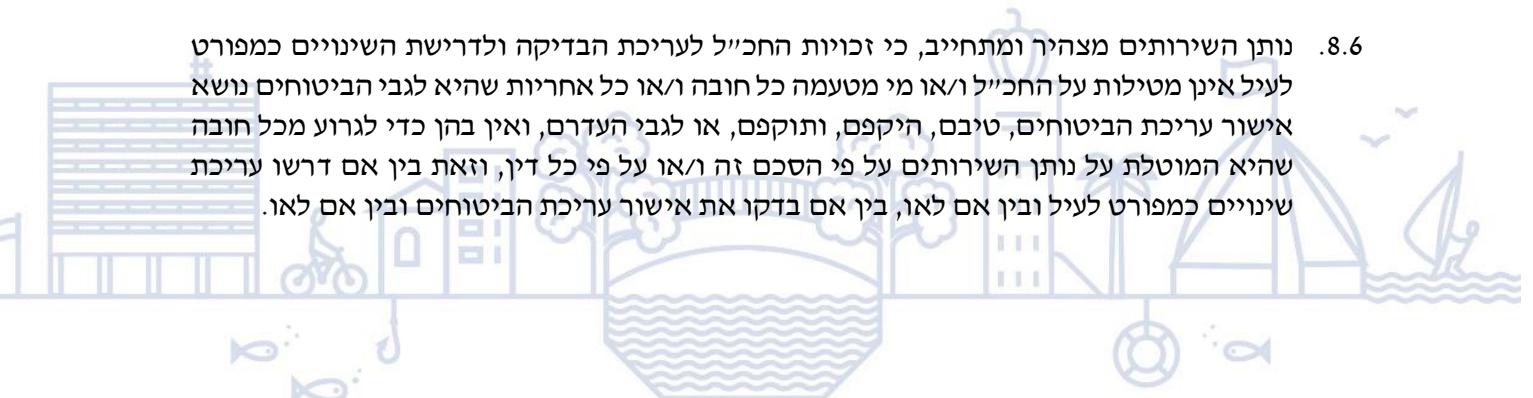 8.6. נותן השירותים מצהיר ומתחייב, כי זכויות החכ״ל לעריכת הבדיקה ולדרישת השינויים כמפורט
לעיל אינן מטילות על החכ״ל ו/או מי מטעמה כל חובה ו/או כל אחריות שהיא לגבי הביטוחים נושא
אישור עריכת הביטוחים, טיבם, היקפם, ותוקפם, או לגבי העדרם, ואין בהן כדי לגרוע מכל חובה
שהיא המוטלת על נותן השירותים על פי הסכם זה ו/או על פי כל דין, וזאת בין אם דרשו עריכת
שינויים כמפורט לעיל ובין אם לאו, בין אם בדקו את אישור עריכת הביטוחים ובין אם לאו.